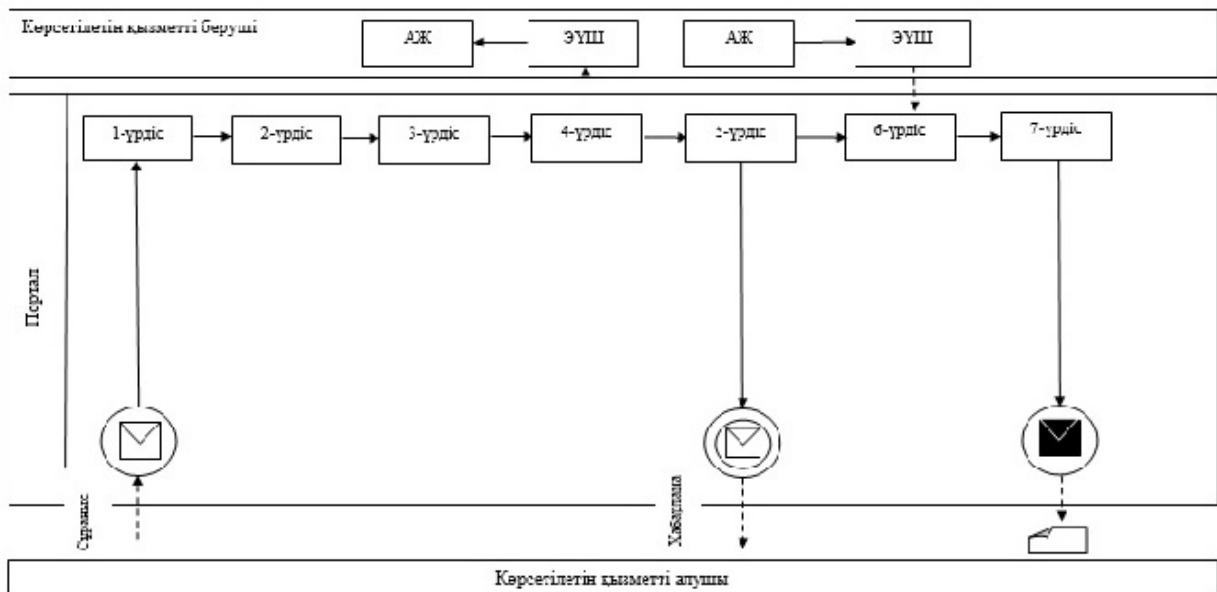 Көрсетілетін қызметті беруші
АЖ
ЭҮШ
АЖ
ЭҮШ
1-үрдіс
2-үрдіс
3-үрдіс
4-үрдіс
5-үрдіс
6-үрдіс
7-үрдіс
Портал
Сұраныс
Хабарлама
Көрсетілетін қызметті алушы